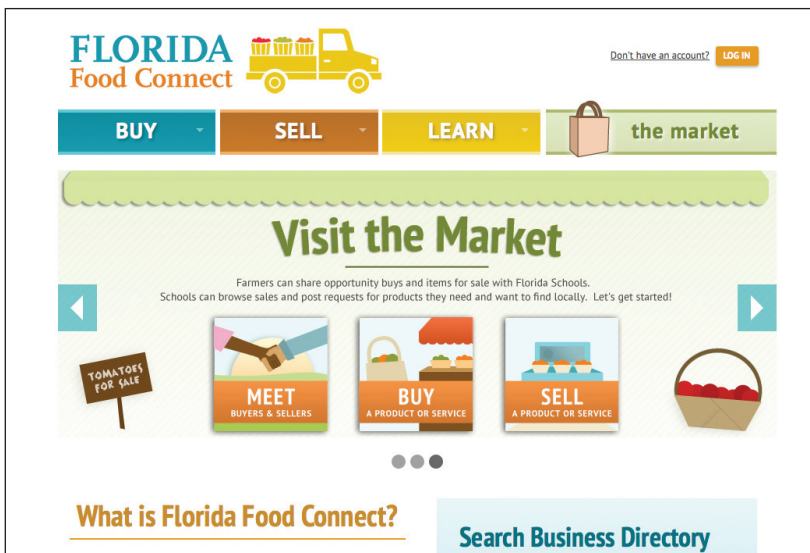 FLORIDA
Food Connect
Don't have an account?
LOG IN
BUY
SELL
LEARN
the market
Visit the Market
Farmers can share opportunity buys and items for sale with Florida Schools.
Schools can browse sales and post requests for products they need and want to find locally. Let's get started!
TOMATOES
FOR SALE
MEET
BUYERS & SELLERS
BUY
A PRODUCT OR SERVICE
SELL
A PRODUCT OR SERVICE
What is Florida Food Connect?
Search Business Directory